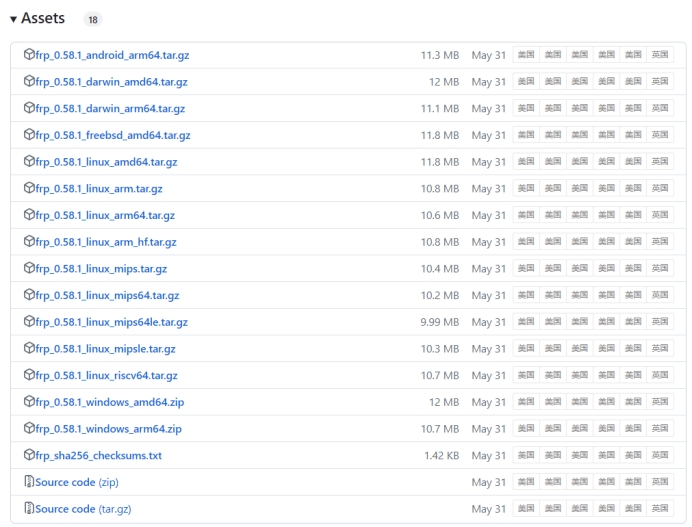 Assets 18
frp_0.58.1_android_arm64.tar.gz 11.3 MB May 31 美国 美国 美国 美国 美国 英国
frp_0.58.1_darwin_amd64.tar.gz 12 MB May 31 美国 美国 美国 美国 美国 英国
frp_0.58.1_darwin_arm64.tar.gz 11.1 MB May 31 美国 美国 美国 美国 美国 英国
frp_0.58.1_freebsd_amd64.tar.gz 11.8 MB May 31 美国 美国 美国 美国 美国 英国
frp_0.58.1_linux_amd64.tar.gz 11.8 MB May 31 美国 美国 美国 美国 美国 英国
frp_0.58.1_linux_arm.tar.gz 10.8 MB May 31 美国 美国 美国 美国 美国 英国
frp_0.58.1_linux_arm64.tar.gz 10.6 MB May 31 美国 美国 美国 美国 美国 英国
frp_0.58.1_linux_arm_hf.tar.gz 10.8 MB May 31 美国 美国 美国 美国 美国 英国
frp_0.58.1_linux_mips.tar.gz 10.4 MB May 31 美国 美国 美国 美国 美国 英国
frp_0.58.1_linux_mips64.tar.gz 10.2 MB May 31 美国 美国 美国 美国 美国 英国
frp_0.58.1_linux_mips64le.tar.gz 9.99 MB May 31 美国 美国 美国 美国 美国 英国
frp_0.58.1_linux_mipsle.tar.gz 10.3 MB May 31 美国 美国 美国 美国 美国 英国
frp_0.58.1_linux_riscv64.tar.gz 10.7 MB May 31 美国 美国 美国 美国 美国 英国
frp_0.58.1_windows_amd64.zip 12 MB May 31 美国 美国 美国 美国 美国 英国
frp_0.58.1_windows_arm64.zip 10.7 MB May 31 美国 美国 美国 美国 美国 英国
frp_sha256_checksums.txt 1.42 KB May 31 美国 美国 美国 美国 美国 英国
Source code (zip) May 31 美国 美国 美国 美国 美国 英国
Source code (tar.gz) May 31 美国 美国 美国 美国 美国 英国